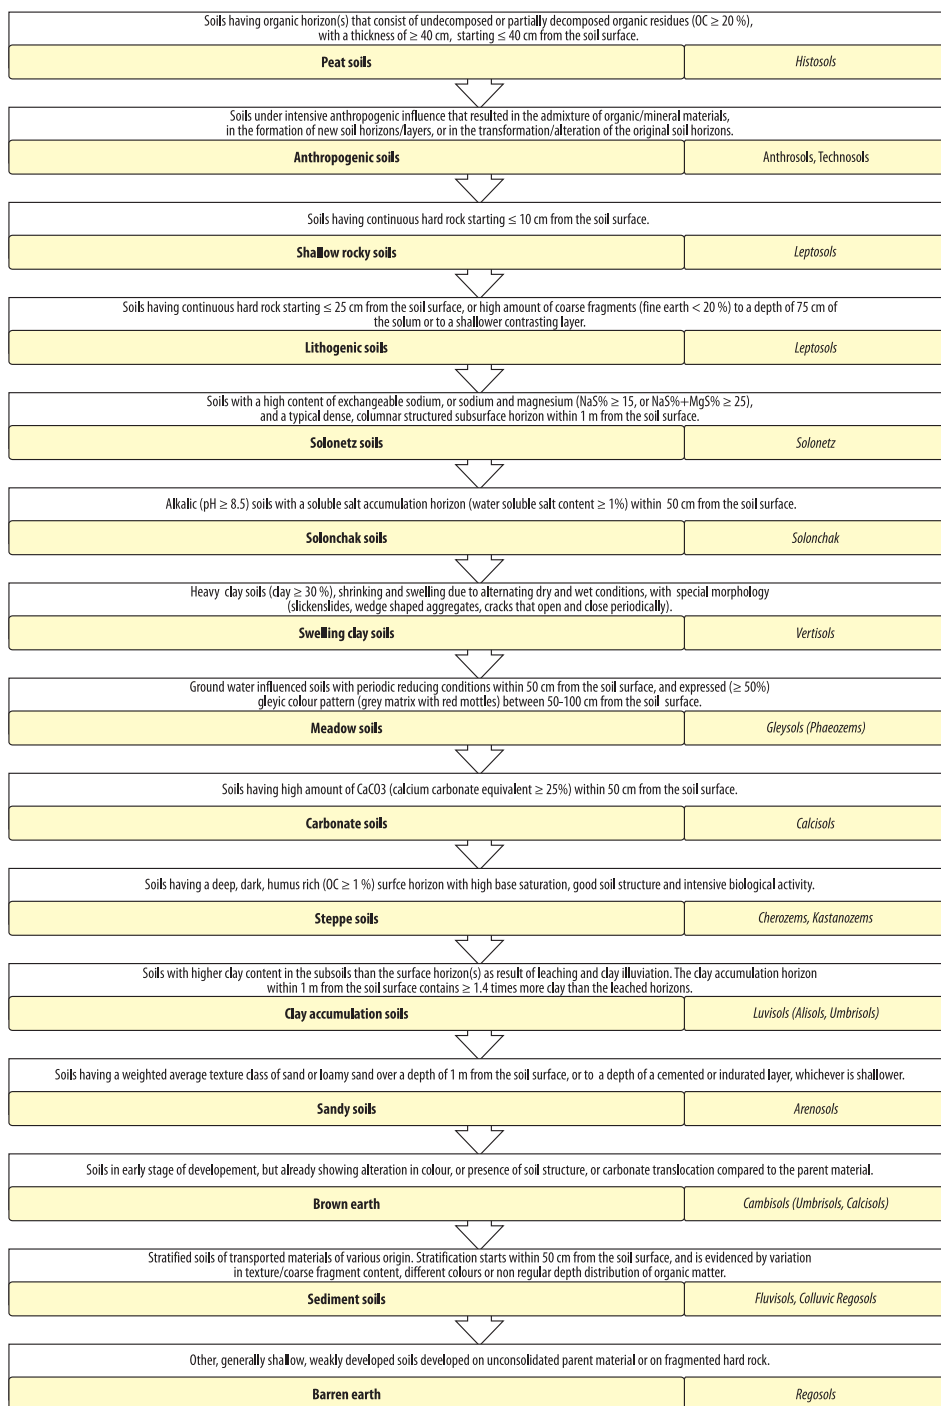 Soils having organic horizon(s) that consist of undecomposed or partially decomposed organic residues (OC ≥ 20 %),
with a thickness of ≥ 40 cm, starting ≤ 40 cm from the soil surface.
Peat soils
Histosols
Soils under intensive anthropogenic influence that resulted in the admixture of organic/mineral materials,
in the formation of new soil horizons/layers, or in the transformation/alteration of the original soil horizons.
Anthropogenic soils
Anthrosols, Technosols
Soils having continuous hard rock starting ≤ 10 cm from the soil surface.
Shallow rocky soils
Leptosols
Soils having continuous hard rock starting ≤ 25 cm from the soil surface, or high amount of coarse fragments (fine earth < 20 %) to a depth of 75 cm of
the solum or to a shallower contrasting layer.
Lithogenic soils
Leptosols
Soils with a high content of exchangeable sodium, or sodium and magnesium (NaS% ≥ 15, or NaS%+MgS% ≥ 25),
and a typical dense, columnar structured subsurface horizon within 1 m from the soil surface.
Solonetz soils
Solonetz
Alkalic (pH ≥ 8.5) soils with a soluble salt accumulation horizon (water soluble salt content ≥ 1%) within 50 cm from the soil surface.
Solonchak soils
Solonchak
Heavy clay soils (clay ≥ 30 %), shrinking and swelling due to alternating dry and wet conditions, with special morphology
(slickenslides, wedge shaped aggregates, cracks that open and close periodically).
Swelling clay soils
Vertisols
Ground water influenced soils with periodic reducing conditions within 50 cm from the soil surface, and expressed (≥ 50%)
gleyic colour pattern (grey matrix with red mottles) between 50-100 cm from the soil surface.
Meadow soils
Gleysols (Phaeozems)
Soils having high amount of CaCO3 (calcium carbonate equivalent ≥ 25%) within 50 cm from the soil surface.
Carbonate soils
Calcisols
Soils having a deep, dark, humus rich (OC ≥ 1 %) surfce horizon with high base saturation, good soil structure and intensive biological activity.
Steppe soils
Cherozems, Kastanozems
Soils with higher clay content in the subsoils than the surface horizon(s) as result of leaching and clay illuviation. The clay accumulation horizon
within 1 m from the soil surface contains ≥ 1.4 times more clay than the leached horizons.
Clay accumulation soils
Luvisols (Alisols, Umbrisols)
Soils having a weighted average texture class of sand or loamy sand over a depth of 1 m from the soil surface, or to a depth of a cemented or indurated layer, whichever is shallower.
Sandy soils
Arenosols
Soils in early stage of developement, but already showing alteration in colour, or presence of soil structure, or carbonate translocation compared to the parent material.
Brown earth
Cambisols (Umbrisols, Calcisols)
Stratified soils of transported materials of various origin. Stratification starts within 50 cm from the soil surface, and is evidenced by variation
in texture/coarse fragment content, different colours or non regular depth distribution of organic matter.
Sediment soils
Fluvisols, Colluvic Regosols
Other, generally shallow, weakly developed soils developed on unconsolidated parent material or on fragmented hard rock.
Barren earth
Regosols